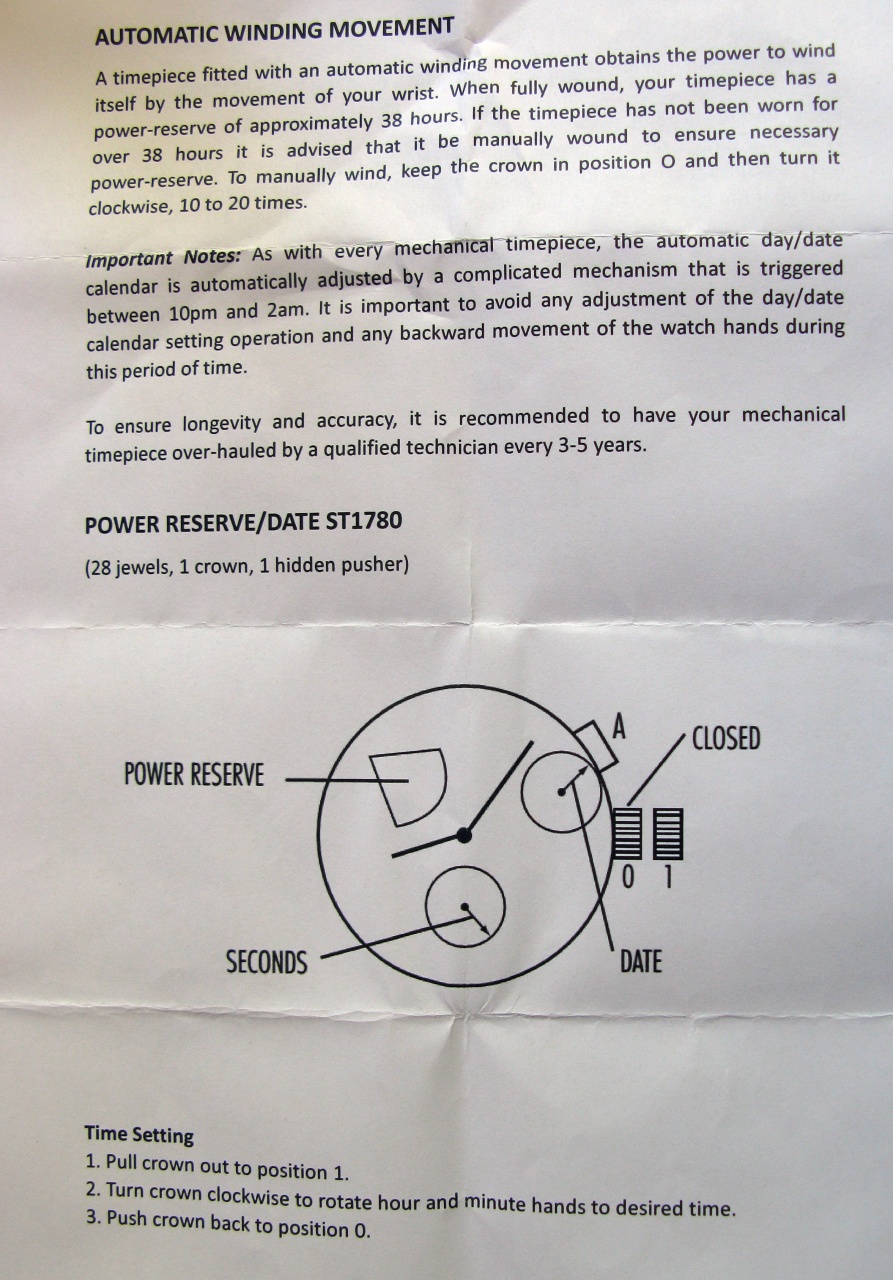 AUTOMATIC WINDING MOVEMENT
A timepiece fitted with an automatic winding movement obtains the power to wind
itself by the movement of your wrist. When fully wound, your timepiece has a
power-reserve of approximately 38 hours. If the timepiece has not been worn for
over 38 hours it is advised that it be manually wound to ensure necessary
power-reserve. To manually wind, keep the crown in position O and then turn it
clockwise, 10 to 20 times.
Important Notes: As with every mechanical timepiece, the automatic day/date
calendar is automatically adjusted by a complicated mechanism that is triggered
between 10pm and 2am. It is important to avoid any adjustment of the day/date
calendar setting operation and any backward movement of the watch hands during
this period of time.
To ensure longevity and accuracy, it is recommended to have your mechanical
timepiece over-hauled by a qualified technician every 3-5 years.
POWER RESERVE/DATE ST1780
(28 jewels, 1 crown, 1 hidden pusher)
A
CLOSED
POWER RESERVE
0 1
SECONDS
DATE
Time Setting
1. Pull crown out to position 1.
2. Turn crown clockwise to rotate hour and minute hands to desired time.
3. Push crown back to position 0.